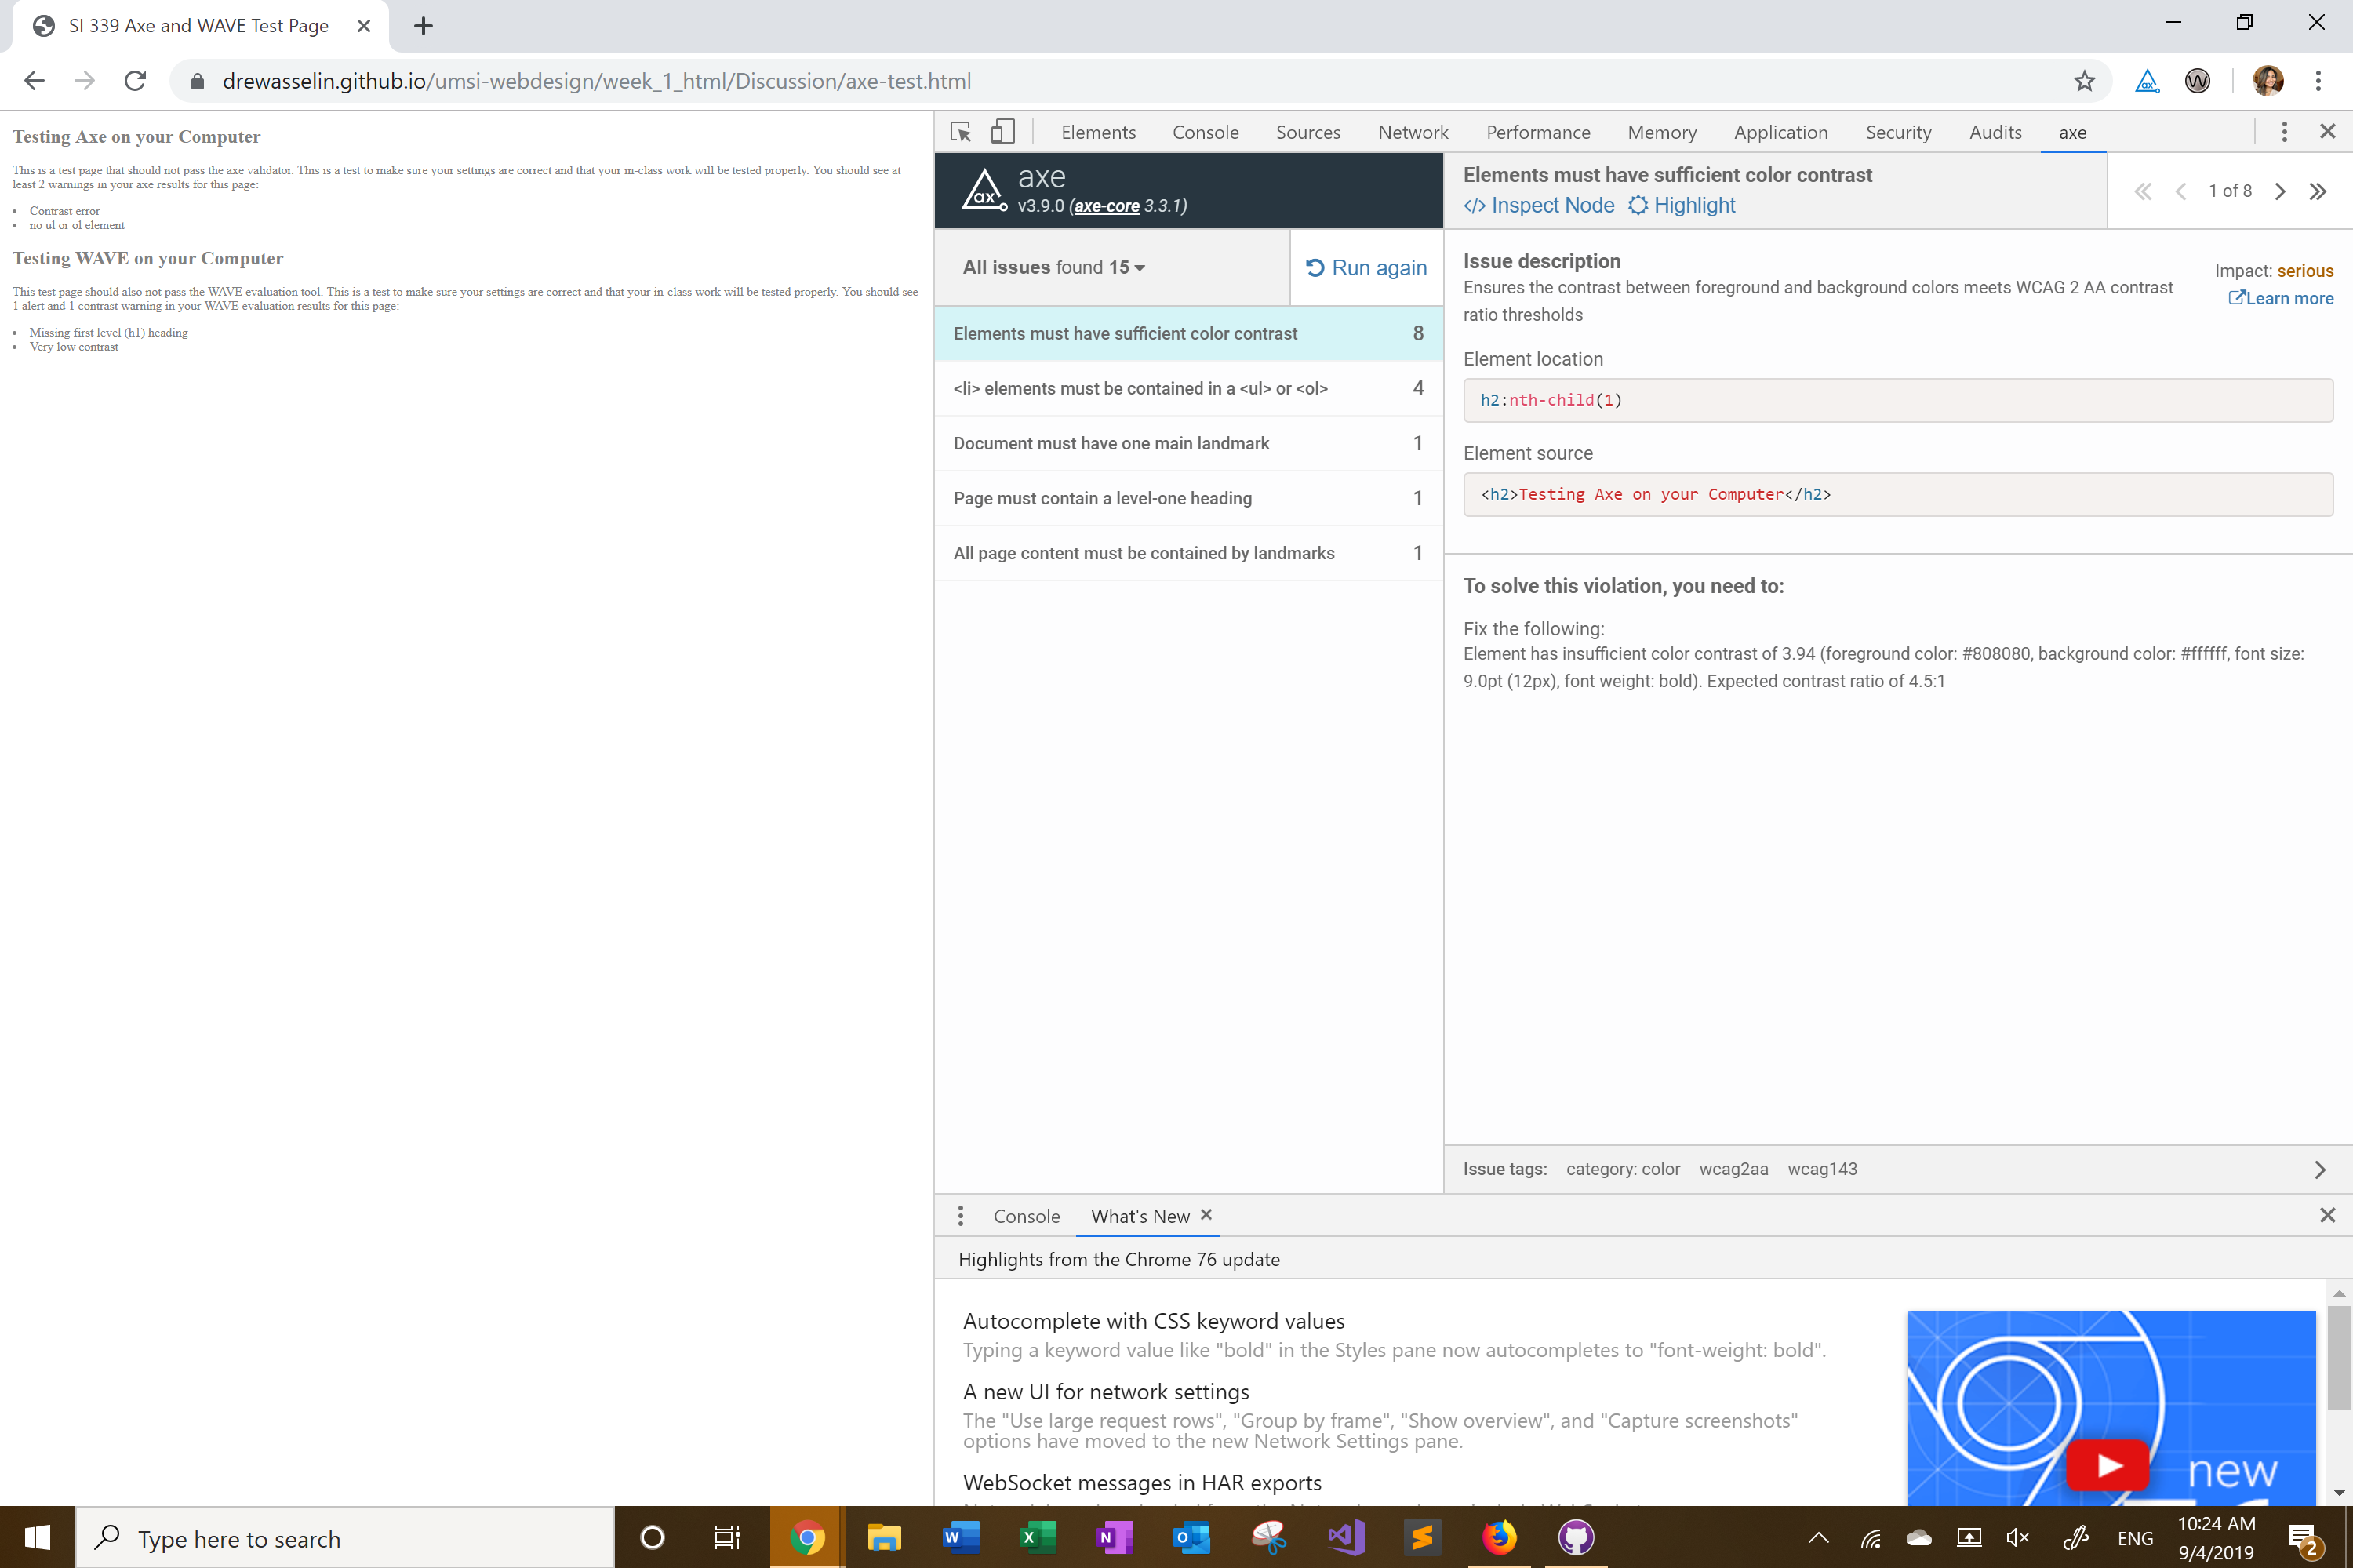 SI 339 Axe and WAVE Test Page
drewasselin.github.io/umsi-webdesign/week_1_html/Discussion/axe-test.html
Testing Axe on your Computer
This is a test page that should not pass the axe validator. This is a test to make sure your settings are correct and that your in-class work will be tested properly. You should see at
least 2 warnings in your axe results for this page:
Contrast error
no ul or ol element
Testing WAVE on your Computer
This test page should also not pass the WAVE evaluation tool. This is a test to make sure your settings are correct and that your in-class work will be tested properly. You should see
1 alert and 1 contrast warning in your WAVE evaluation results for this page:
Missing first level (h1) heading
Very low contrast
Elements Console Sources Network Performance Memory Application Security Audits axe
ax
axe
v3.9.0 (axe-core 3.3.1)
All issues found 15
Run again
Elements must have sufficient color contrast 8
<li> elements must be contained in a <ul> or <ol> 4
Document must have one main landmark 1
Page must contain a level-one heading 1
All page content must be contained by landmarks 1
Elements must have sufficient color contrast
</> Inspect Node Highlight
1 of 8
Issue description
Ensures the contrast between foreground and background colors meets WCAG 2 AA contrast
ratio thresholds
Impact: serious
Learn more
Element location
h2:nth-child(1)
Element source
<h2>Testing Axe on your Computer</h2>
To solve this violation, you need to:
Fix the following:
Element has insufficient color contrast of 3.94 (foreground color: #808080, background color: #ffffff, font size:
9.0pt (12px), font weight: bold). Expected contrast ratio of 4.5:1
Issue tags: category: color wcag2aa wcag143
Console What's New
Highlights from the Chrome 76 update
Autocomplete with CSS keyword values
Typing a keyword value like "bold" in the Styles pane now autocompletes to "font-weight: bold".
A new UI for network settings
The "Use large request rows", "Group by frame", "Show overview", and "Capture screenshots"
options have moved to the new Network Settings pane.
WebSocket messages in HAR exports
new
Type here to search
ENG
10:24 AM
9/4/2019
2